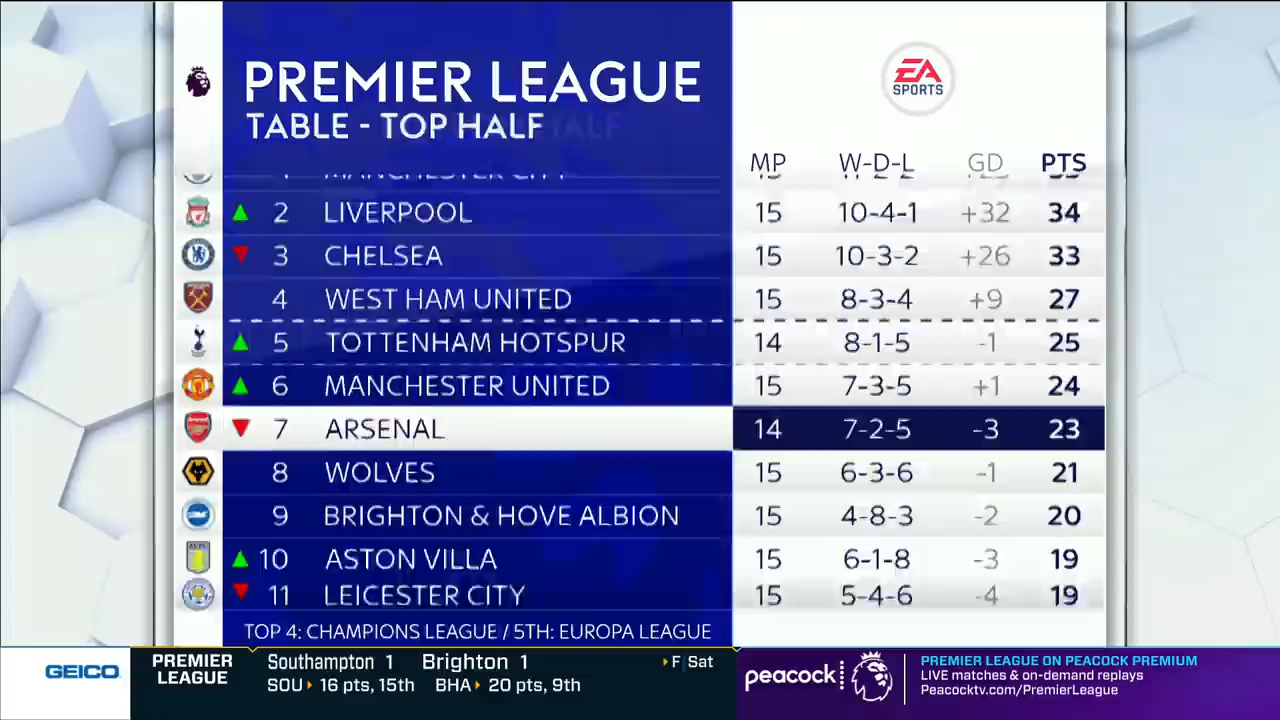 PREMIER LEAGUE
TABLE - TOP HALF
EA
SPORTS
MP W-D-L GD PTS
MANCHESTER CITY
2 LIVERPOOL 15 10-4-1 +32 34
3 CHELSEA 15 10-3-2 +26 33
4 WEST HAM UNITED 15 8-3-4 +9 27
5 TOTTENHAM HOTSPUR 14 8-1-5 -1 25
6 MANCHESTER UNITED 15 7-3-5 +1 24
7 ARSENAL 14 7-2-5 -3 23
8 WOLVES 15 6-3-6 -1 21
9 BRIGHTON & HOVE ALBION 15 4-8-3 -2 20
10 ASTON VILLA 15 6-1-8 -3 19
11 LEICESTER CITY 15 5-4-6 -4 19
TOP 4: CHAMPIONS LEAGUE / 5TH: EUROPA LEAGUE
GEICO
PREMIER
LEAGUE
Southampton 1 Brighton 1 F Sat
SOU 16 pts, 15th BHA 20 pts, 9th
peacock
PREMIER LEAGUE ON PEACOCK PREMIUM
LIVE matches & on-demand replays
Peacocktv.com/PremierLeague